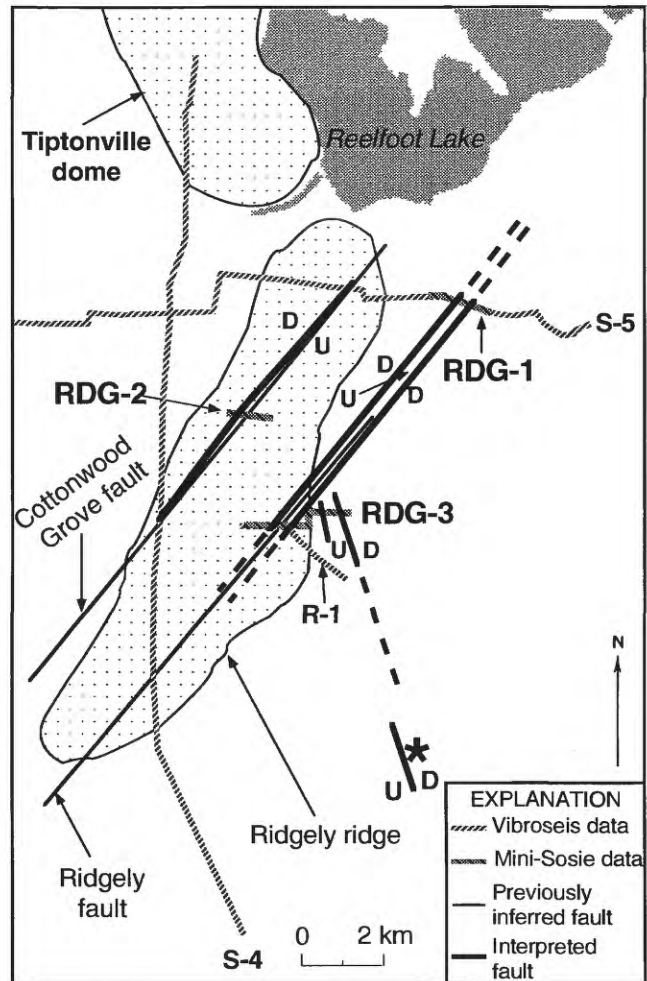 Tiptonville
dome
Reelfoot Lake
S-5
D
U
RDG-1
D
U
D
RDG-2
Cottonwood
Grove fault
RDG-3
U
D
R-1
N
*
U
D
Ridgely ridge
Ridgely
fault
S-4
0
2 km
EXPLANATION
Vibroseis data
Mini-Sosie data
Previously
inferred fault
Interpreted
fault